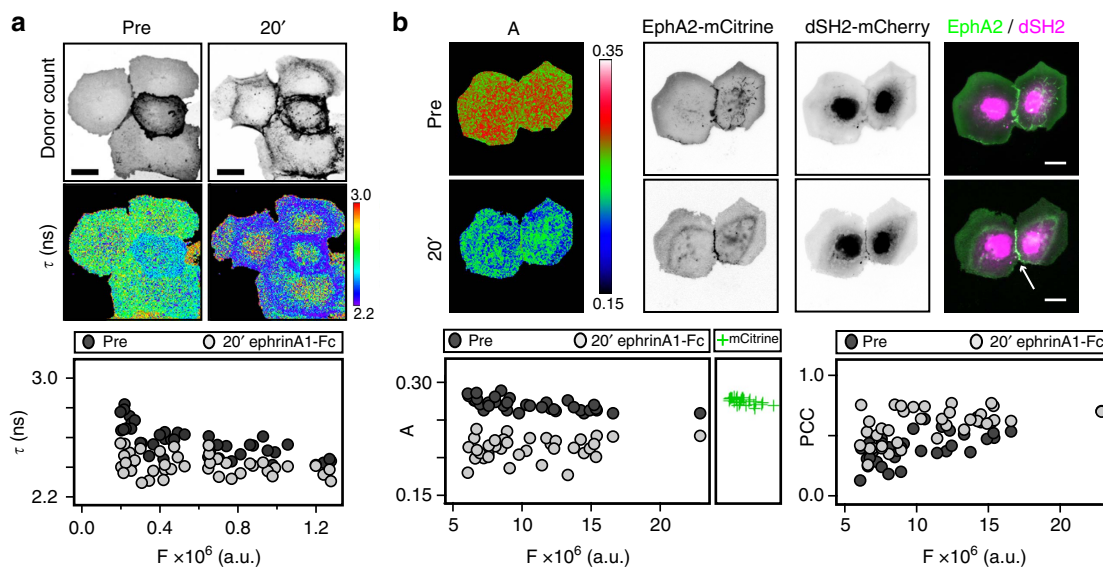 a
Pre
20′
Donor count
τ (ns)
3.0
2.2
Pre
20′ ephrinA1-Fc
τ (ns)
3.0
2.2
0.0
0.4
0.8
1.2
F ×10⁶ (a.u.)
b
A
EphA2-mCitrine
dSH2-mCherry
EphA2 / dSH2
Pre
20′
0.35
0.15
Pre
20′ ephrinA1-Fc
mCitrine
A
0.30
0.15
5
10
15
20
F ×10⁶ (a.u.)
Pre
20′ ephrinA1-Fc
PCC
1.0
0.0
5
10
15
20
F ×10⁶ (a.u.)